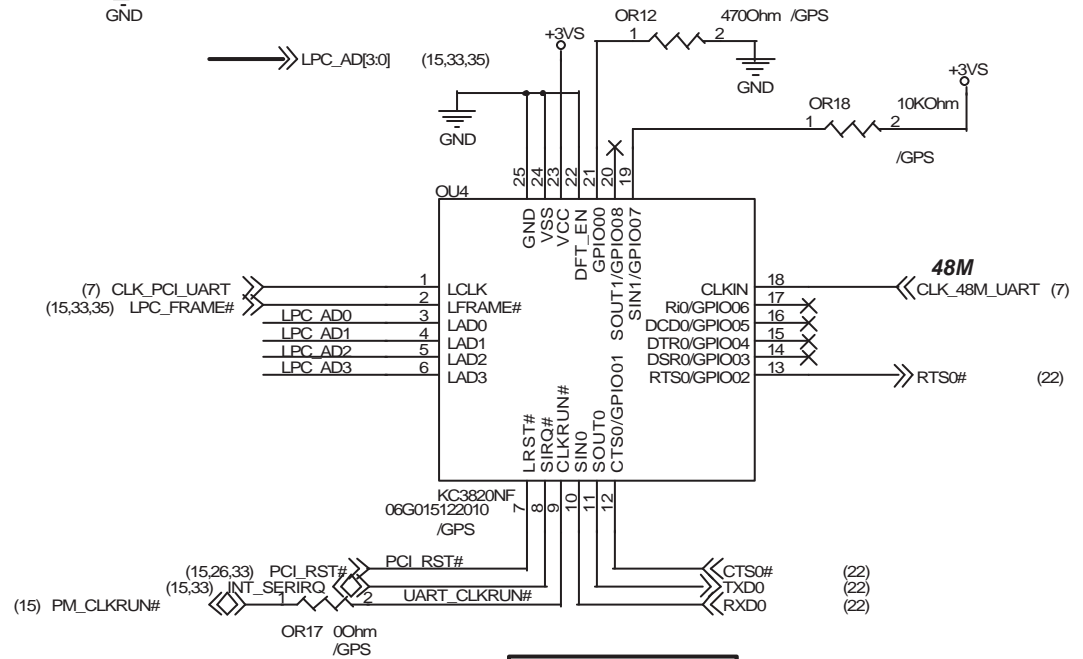 GND
LPC_AD[3:0] (15,33,35)
+3VS
OR12 470Ohm /GPS
1 2
GND
GND
+3VS
OR18 10KOhm
1 2
/GPS
25 24 23 22 21 20 19
OU4
GND VSS VCC DFT_EN GPIO00 SOUT1/GPIO08 SIN1/GPIO07
48M
(7) CLK_PCI_UART 1 LCLK
CLKIN 18 CLK_48M_UART (7)
(15,33,35) LPC_FRAME# 2 LFRAME#
Ri0/GPIO06 17
LPC_AD0 3 LAD0
DCD0/GPIO05 16
LPC_AD1 4 LAD1
DTR0/GPIO04 15
LPC_AD2 5 LAD2
DSR0/GPIO03 14
LPC_AD3 6 LAD3
RTS0/GPIO02 13 RTS0# (22)
LRST# SIRQ# CLKRUN# SIN0 SOUT0 CTS0/GPIO01
KC3820NF
06G015122010
/GPS
7 8 9 10 11 12
(15,26,33) PCI_RST# PCI_RST#
CTS0# (22)
(15,33) INT_SERIRQ
TXD0 (22)
(15) PM_CLKRUN# 1 2 UART_CLKRUN#
RXD0 (22)
OR17 0Ohm
/GPS